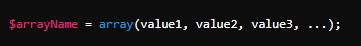 $arrayName = array(value1, value2, value3, ...);